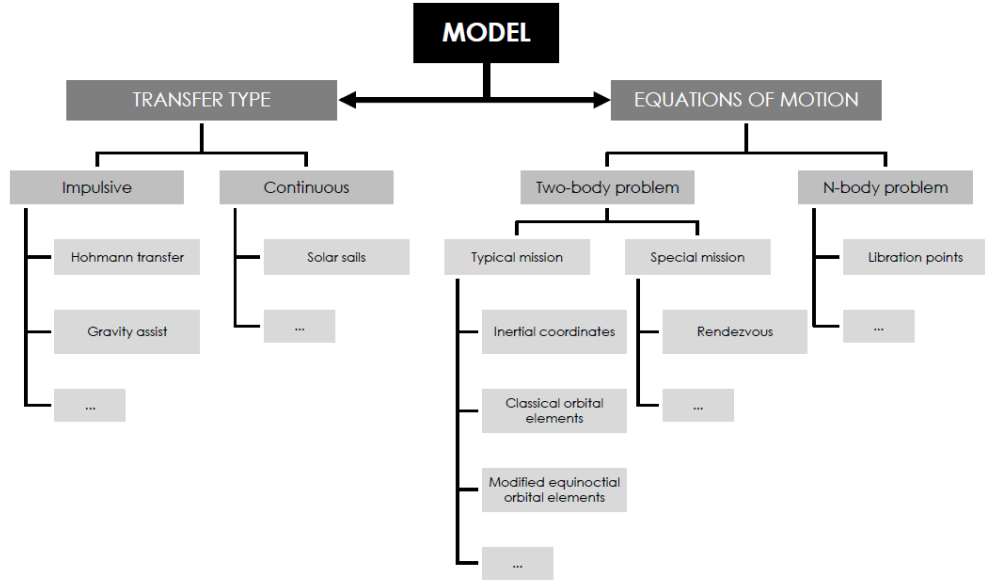 MODEL
TRANSFER TYPE
EQUATIONS OF MOTION
Impulsive
Continuous
Two-body problem
N-body problem
Hohmann transfer
Solar sails
Typical mission
Special mission
Libration points
Gravity assist
...
Inertial coordinates
Rendezvous
...
...
Classical orbital
elements
...
Modified equinoctial
orbital elements
...